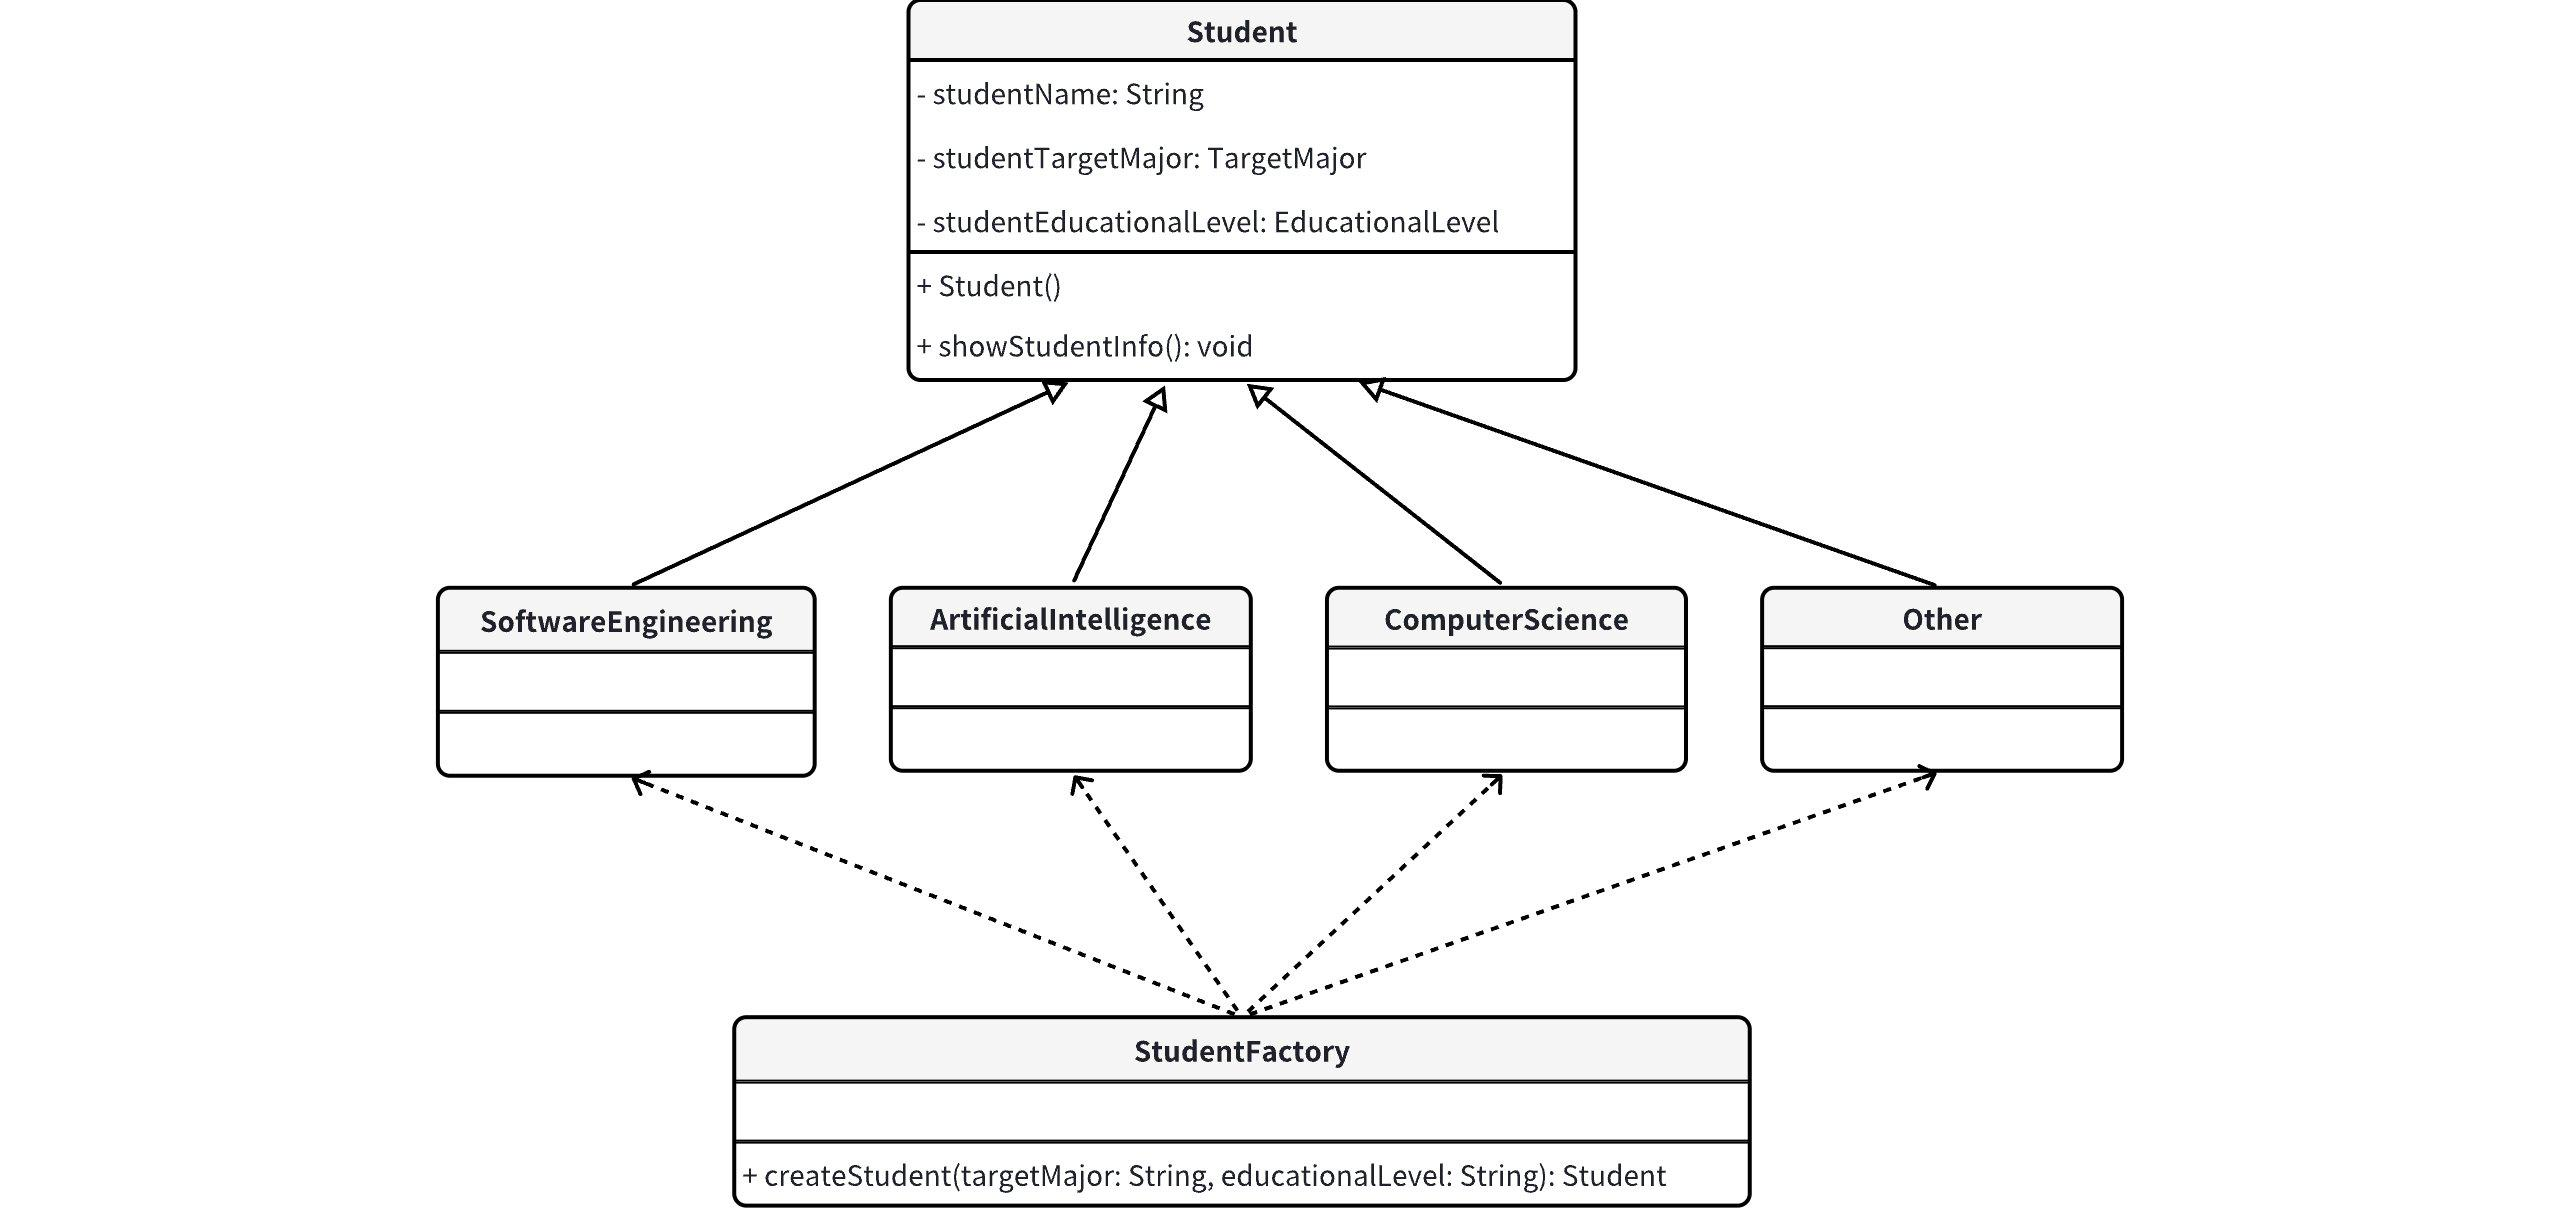 Student
- studentName: String
- studentTargetMajor: TargetMajor
- studentEducationalLevel: EducationalLevel
+ Student()
+ showStudentInfo(): void
SoftwareEngineering
ArtificialIntelligence
ComputerScience
Other
StudentFactory
+ createStudent(targetMajor: String, educationalLevel: String): Student